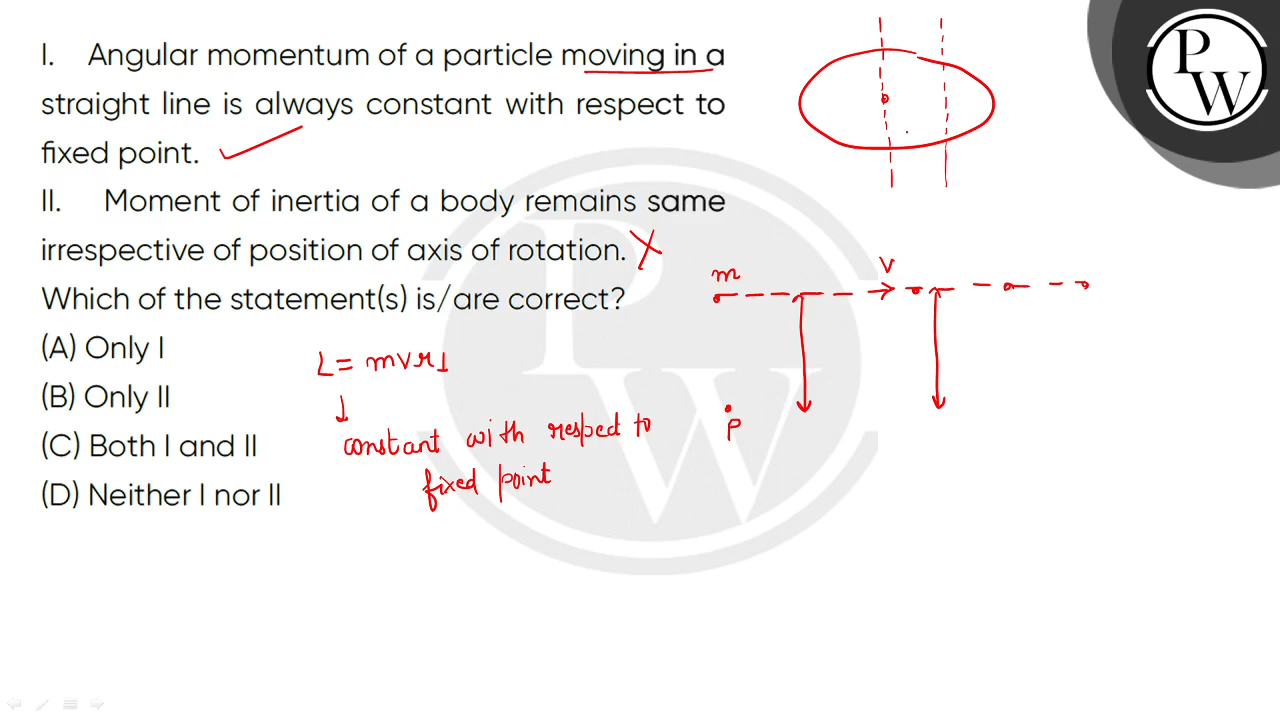 I. Angular momentum of a particle moving in a
straight line is always constant with respect to
fixed point.
II. Moment of inertia of a body remains same
irrespective of position of axis of rotation.
Which of the statement(s) is/are correct?
(A) Only I
(B) Only II
(C) Both I and II
(D) Neither I nor II
L = mvr⊥
constant with respect to
fixed point
m
v
P
P
W
P
W